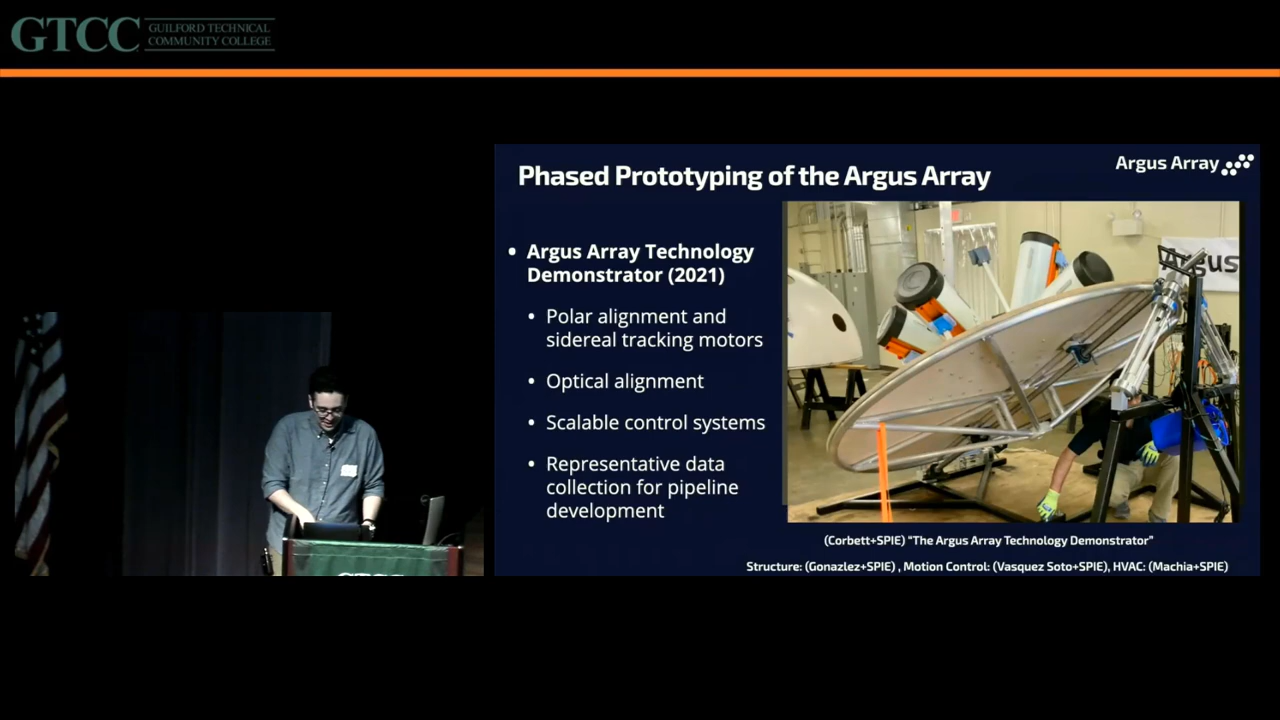 GTCC
GUILFORD TECHNICAL
COMMUNITY COLLEGE
Phased Prototyping of the Argus Array
Argus Array
• Argus Array Technology
Demonstrator (2021)
• Polar alignment and
sidereal tracking motors
• Optical alignment
• Scalable control systems
• Representative data
collection for pipeline
development
Argus
(Corbett+SPIE) “The Argus Array Technology Demonstrator”
Structure: (Gonazlez+SPIE) , Motion Control: (Vasquez Soto+SPIE), HVAC: (Machia+SPIE)
GTCC